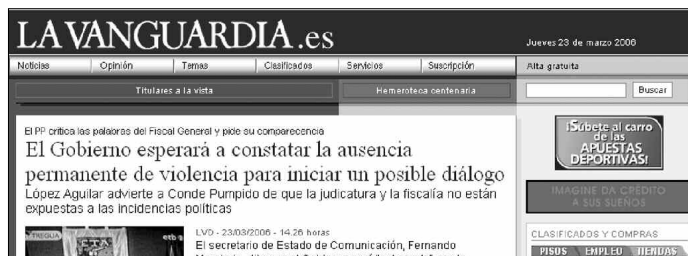 LA VANGUARDIA.es
Jueves 23 de marzo 2006
Noticias Opinión Temas Clasificados Servicios Suscripción Alta gratuita
Titulares a la vista Hemeroteca centenaria Buscar
El PP critica las palabras del Fiscal General y pide su comparecencia
El Gobierno esperará a constatar la ausencia
permanente de violencia para iniciar un posible diálogo
López Aguilar advierte a Conde Pumpido de que la judicatura y la fiscalía no están
expuestas a las incidencias políticas
TREGUA
ETA
etb
LVD - 23/03/2006 - 14.26 horas
El secretario de Estado de Comunicación, Fernando
¡Súbete al carro
de las
APUESTAS
DEPORTIVAS!
IMAGINE DA CRÉDITO
A SUS SUEÑOS
CLASIFICADOS Y COMPRAS
PISOS EMPLEO TIENDAS